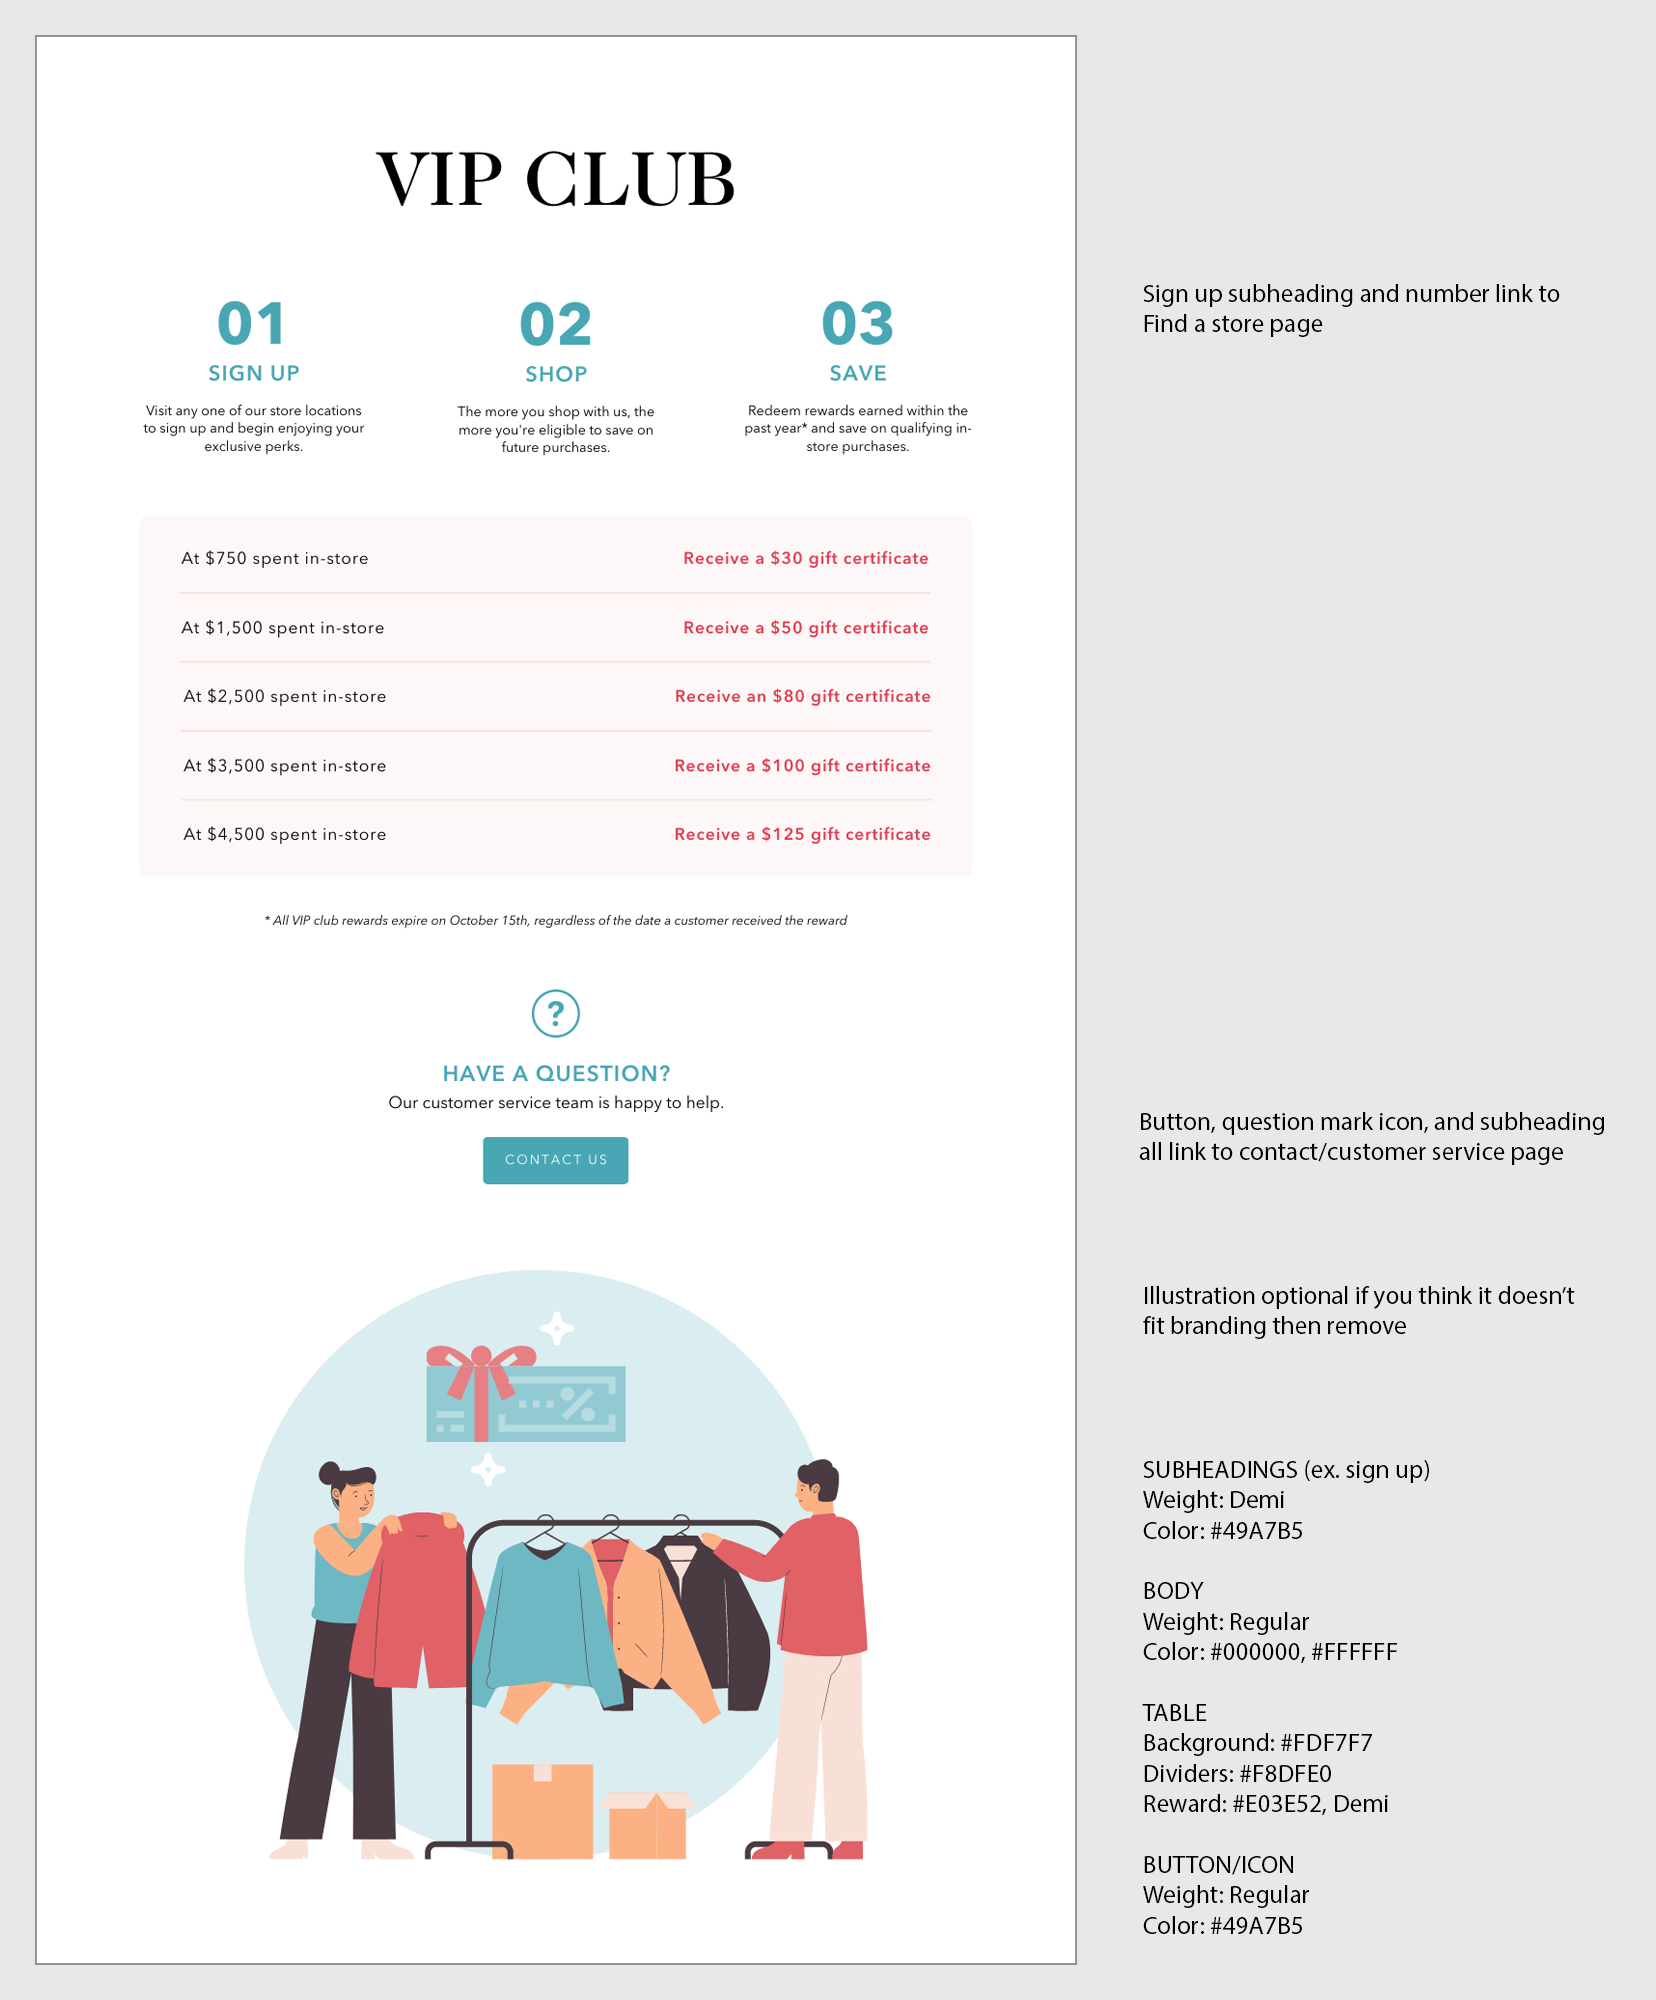 VIP CLUB
01
SIGN UP
Visit any one of our store locations
to sign up and begin enjoying your
exclusive perks.
02
SHOP
The more you shop with us, the
more you're eligible to save on
future purchases.
03
SAVE
Redeem rewards earned within the
past year* and save on qualifying in-
store purchases.
Sign up subheading and number link to
Find a store page
At $750 spent in-store
Receive a $30 gift certificate
At $1,500 spent in-store
Receive a $50 gift certificate
At $2,500 spent in-store
Receive an $80 gift certificate
At $3,500 spent in-store
Receive a $100 gift certificate
At $4,500 spent in-store
Receive a $125 gift certificate
* All VIP club rewards expire on October 15th, regardless of the date a customer received the reward
?
HAVE A QUESTION?
Our customer service team is happy to help.
CONTACT US
Button, question mark icon, and subheading
all link to contact/customer service page
Illustration optional if you think it doesn’t
fit branding then remove
%
SUBHEADINGS (ex. sign up)
Weight: Demi
Color: #49A7B5
BODY
Weight: Regular
Color: #000000, #FFFFFF
TABLE
Background: #FDF7F7
Dividers: #F8DFE0
Reward: #E03E52, Demi
BUTTON/ICON
Weight: Regular
Color: #49A7B5